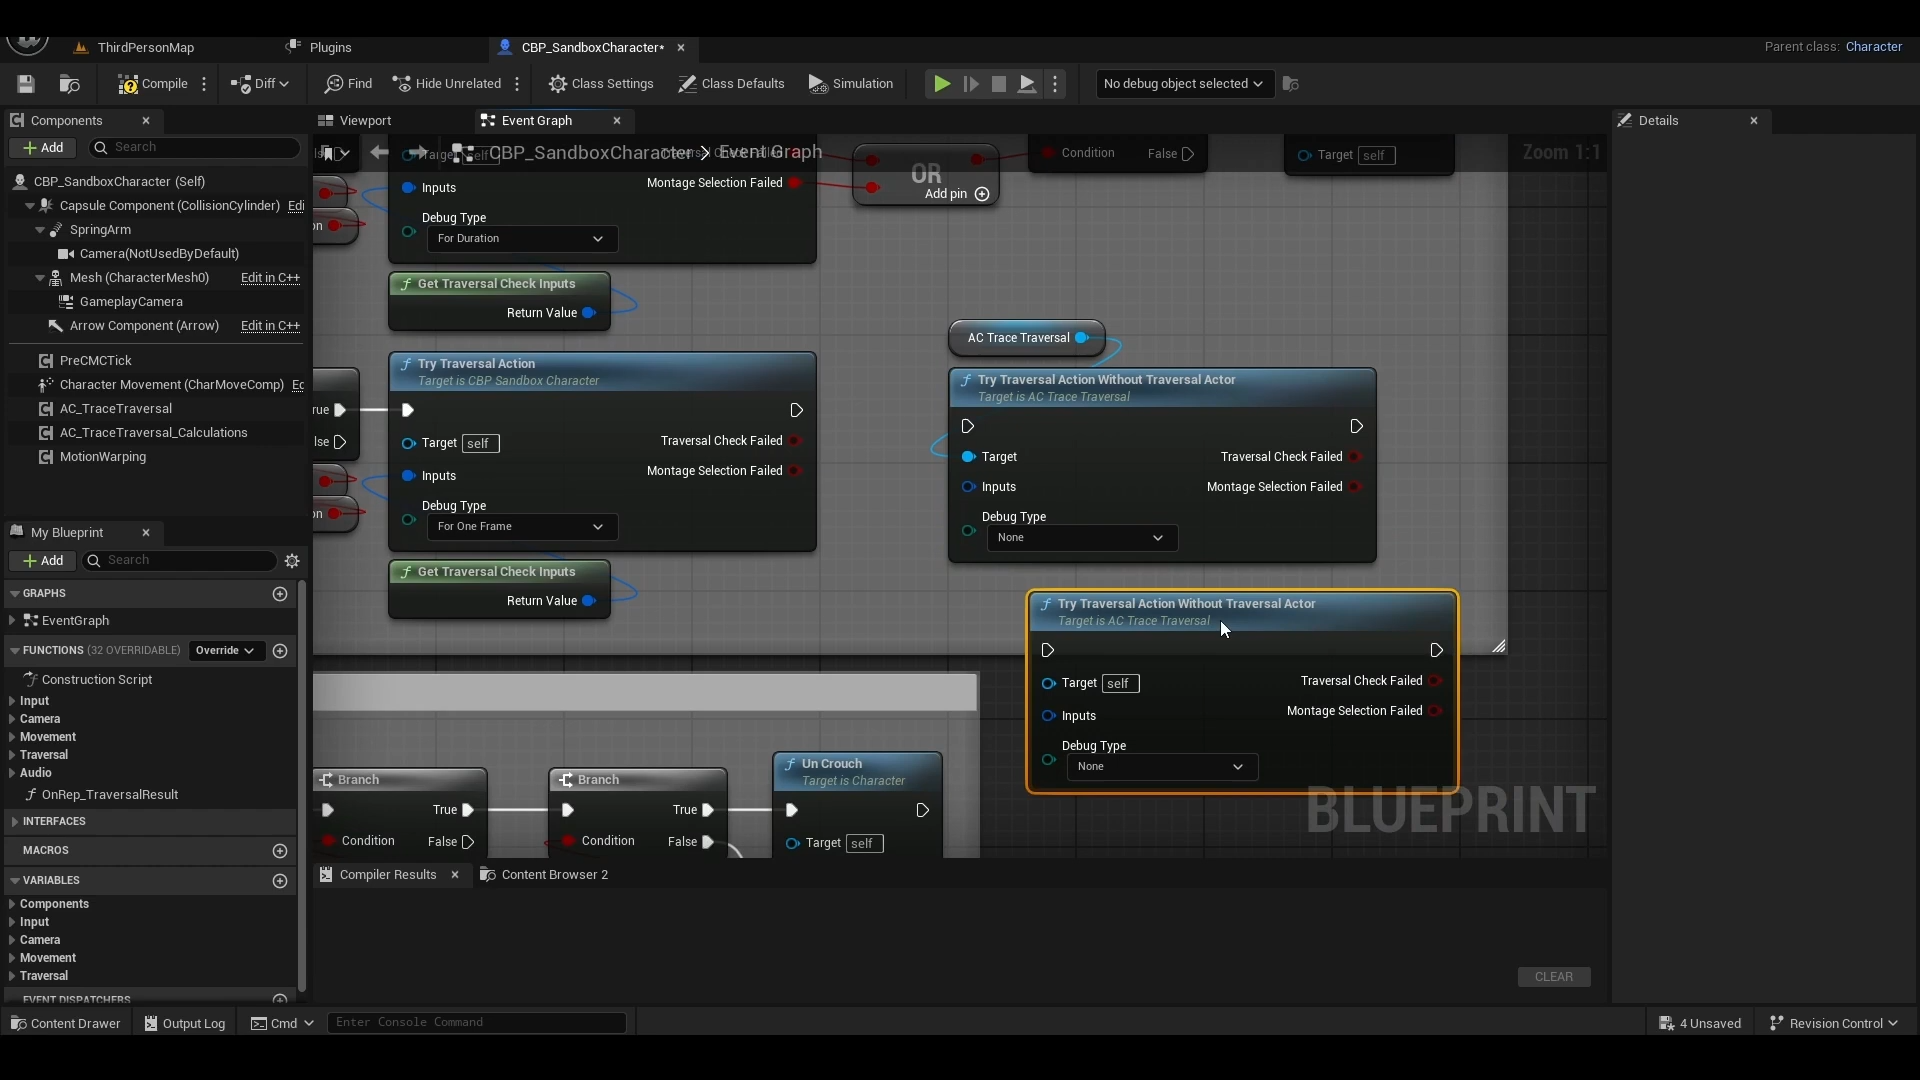 ThirdPersonMap
Plugins
CBP_SandboxCharacter*
Parent class: Character
Compile
Diff
Find
Hide Unrelated
Class Settings
Class Defaults
Simulation
No debug object selected
Components
Add
Search
CBP_SandboxCharacter (Self)
Capsule Component (CollisionCylinder) Edi
SpringArm
Camera(NotUsedByDefault)
Mesh (CharacterMesh0) Edit in C++
GameplayCamera
Arrow Component (Arrow) Edit in C++
PreCMCTick
Character Movement (CharMoveComp) Ec
AC_TraceTraversal
AC_TraceTraversal_Calculations
MotionWarping
My Blueprint
Add
Search
GRAPHS
EventGraph
FUNCTIONS (32 OVERRIDABLE) Override
Construction Script
Input
Camera
Movement
Traversal
Audio
OnRep_TraversalResult
INTERFACES
MACROS
VARIABLES
Components
Input
Camera
Movement
Traversal
EVENT DISPATCHERS
Viewport
Event Graph
CBP_SandboxCharacter > Event Graph
Zoom 1:1
Target self
Inputs
Montage Selection Failed
Debug Type
For Duration
OR
Add pin
Condition False
Target self
on
Get Traversal Check Inputs
Return Value
Try Traversal Action
Target is CBP Sandbox Character
rue
lse
Target self
Traversal Check Failed
Inputs
Montage Selection Failed
Debug Type
For One Frame
on
Get Traversal Check Inputs
Return Value
AC Trace Traversal
Try Traversal Action Without Traversal Actor
Target is AC Trace Traversal
Target
Traversal Check Failed
Inputs
Montage Selection Failed
Debug Type
None
Try Traversal Action Without Traversal Actor
Target is AC Trace Traversal
Target self
Traversal Check Failed
Inputs
Montage Selection Failed
Debug Type
None
Branch
True
Condition False
Branch
True
Condition False
Un Crouch
Target is Character
Target self
BLUEPRINT
Compiler Results
Content Browser 2
CLEAR
Details
Content Drawer
Output Log
Cmd
Enter Console Command
4 Unsaved
Revision Control